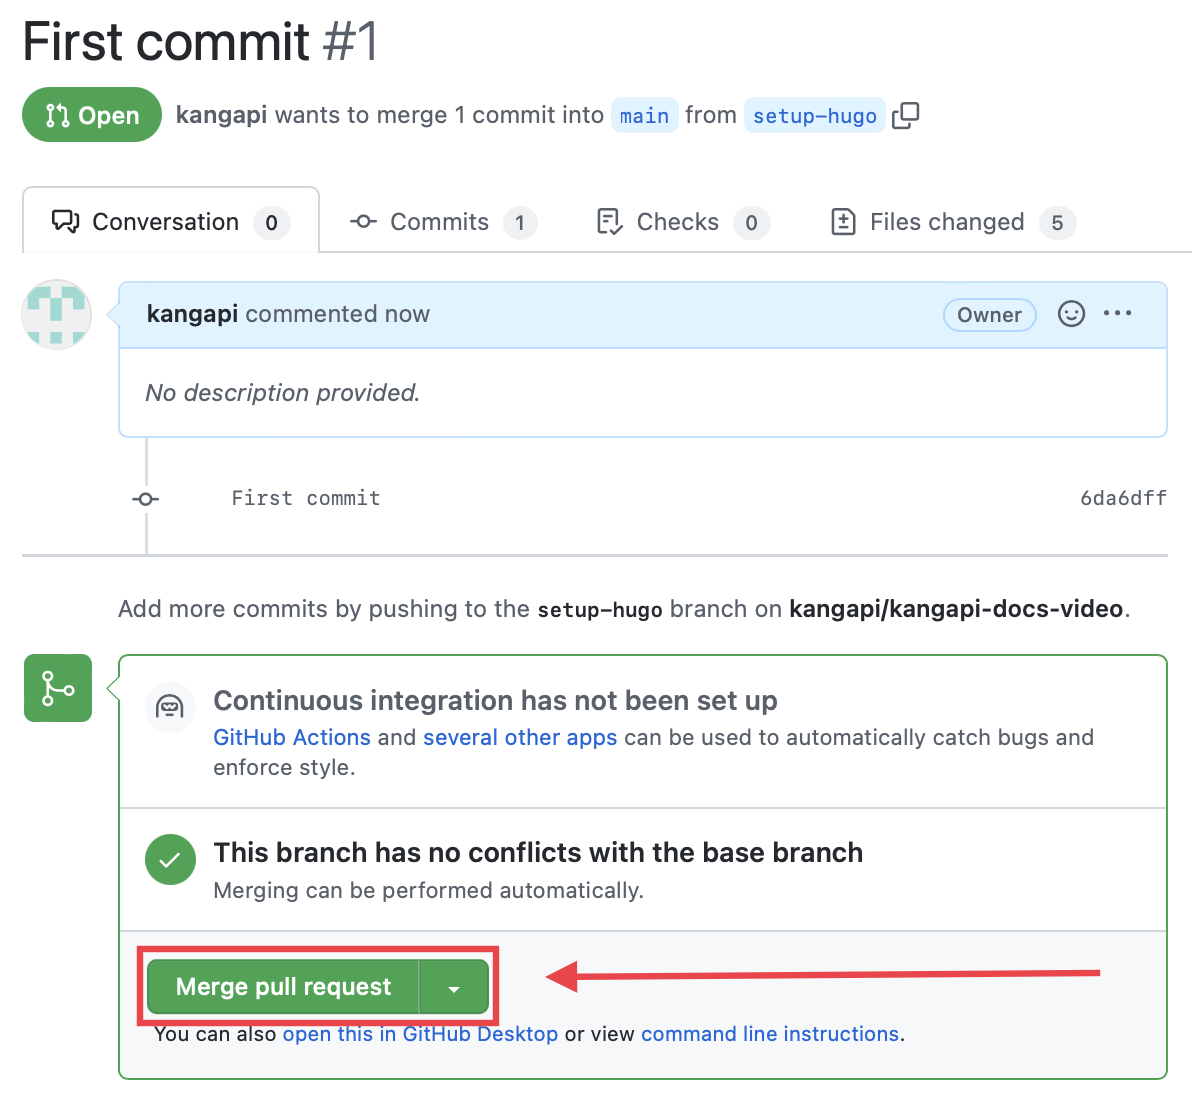 First commit #1
Open kangapi wants to merge 1 commit into main from setup-hugo
Conversation 0 Commits 1 Checks 0 Files changed 5
kangapi commented now Owner
No description provided.
First commit 6da6dff
Add more commits by pushing to the setup-hugo branch on kangapi/kangapi-docs-video.
Continuous integration has not been set up
GitHub Actions and several other apps can be used to automatically catch bugs and
enforce style.
This branch has no conflicts with the base branch
Merging can be performed automatically.
Merge pull request
You can also open this in GitHub Desktop or view command line instructions.